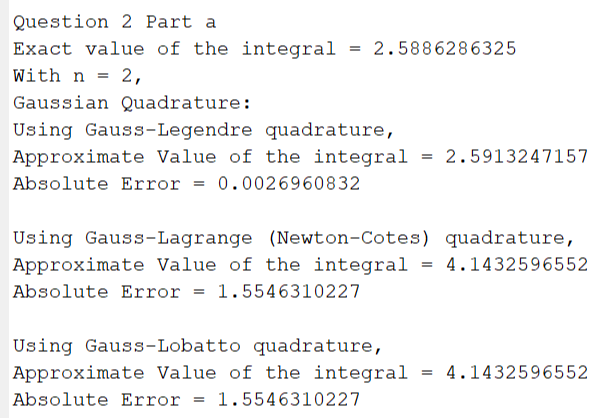 Question 2 Part a
Exact value of the integral = 2.5886286325
With n = 2,
Gaussian Quadrature:
Using Gauss-Legendre quadrature,
Approximate Value of the integral = 2.5913247157
Absolute Error = 0.0026960832
Using Gauss-Lagrange (Newton-Cotes) quadrature,
Approximate Value of the integral = 4.1432596552
Absolute Error = 1.5546310227
Using Gauss-Lobatto quadrature,
Approximate Value of the integral = 4.1432596552
Absolute Error = 1.5546310227